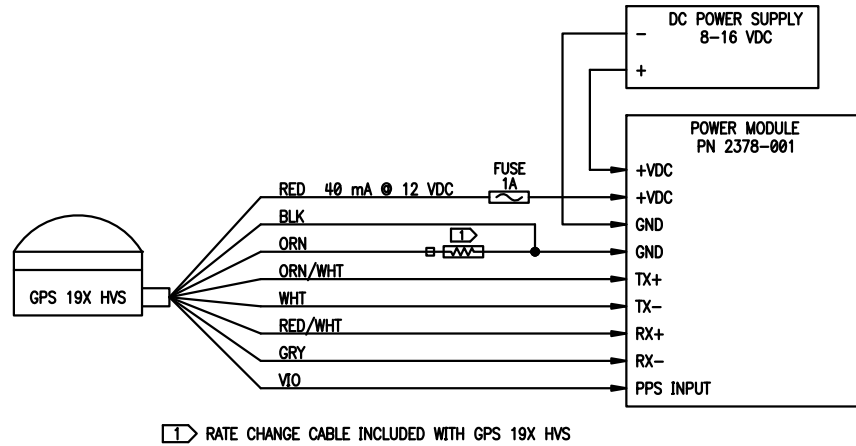 DC POWER SUPPLY
8-16 VDC
-
+
POWER MODULE
PN 2378-001
+VDC
+VDC
GND
GND
TX+
TX-
RX+
RX-
PPS INPUT
FUSE
1A
RED 40 mA @ 12 VDC
BLK
1
ORN
ORN/WHT
WHT
RED/WHT
GRY
VIO
GPS 19X HVS
1 RATE CHANGE CABLE INCLUDED WITH GPS 19X HVS